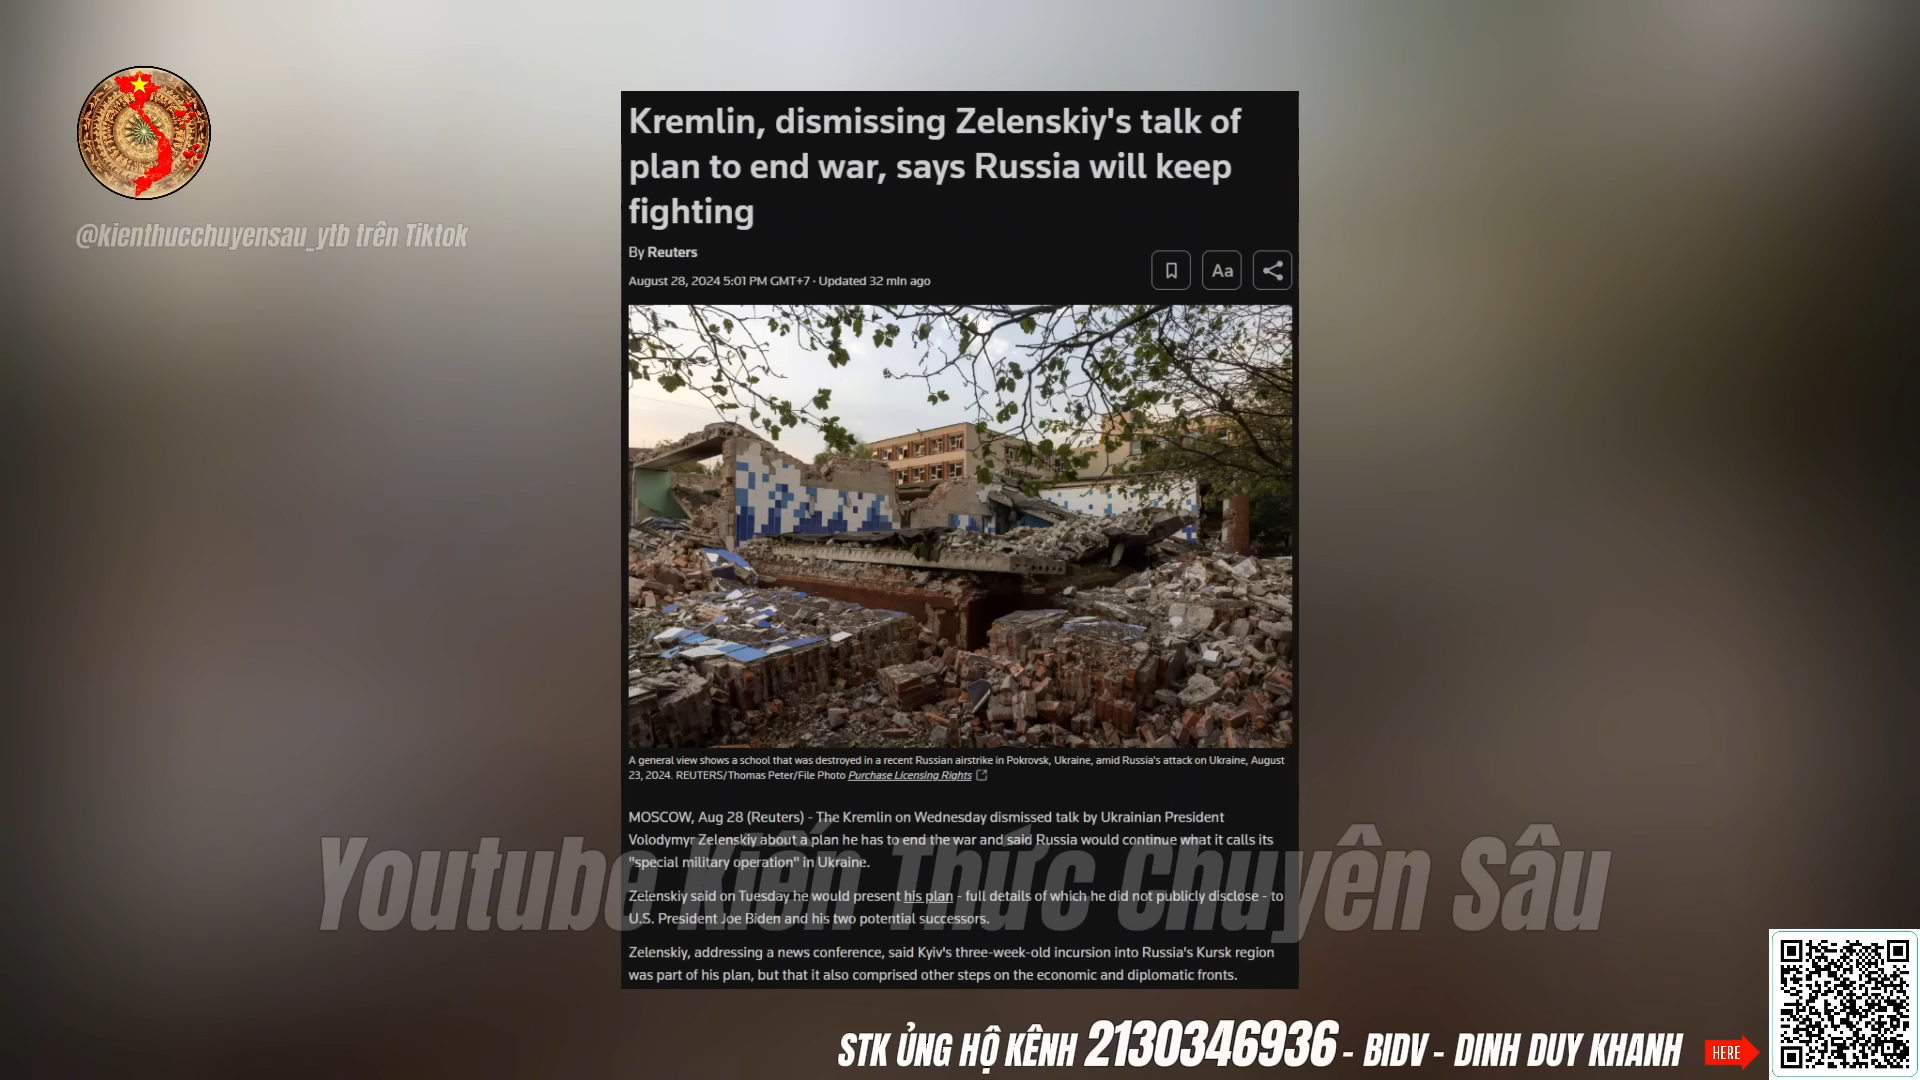 @kienthucchuyensau_ytb trên Tiktok
Kremlin, dismissing Zelenskiy's talk of
plan to end war, says Russia will keep
fighting
By Reuters
August 28, 2024 5:01 PM GMT+7 · Updated 32 min ago
Aa
A general view shows a school that was destroyed in a recent Russian airstrike in Pokrovsk, Ukraine, amid Russia's attack on Ukraine, August
23, 2024. REUTERS/Thomas Peter/File Photo Purchase Licensing Rights
MOSCOW, Aug 28 (Reuters) - The Kremlin on Wednesday dismissed talk by Ukrainian President
Volodymyr Zelenskiy about a plan he has to end the war and said Russia would continue what it calls its
"special military operation" in Ukraine.
Youtube Kiến Thức Chuyên Sâu
Zelenskiy said on Tuesday he would present his plan - full details of which he did not publicly disclose - to
U.S. President Joe Biden and his two potential successors.
Zelenskiy, addressing a news conference, said Kyiv's three-week-old incursion into Russia's Kursk region
was part of his plan, but that it also comprised other steps on the economic and diplomatic fronts.
STK ỦNG HỘ KÊNH 2130346936 - BIDV - DINH DUY KHANH
HERE